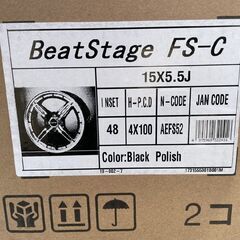 BeatStage FS-C
15X5.5J
INSET H-P.C.D N-CODE JAN CODE
48 4X100 AEFS52
Color:Black Polish
2コ